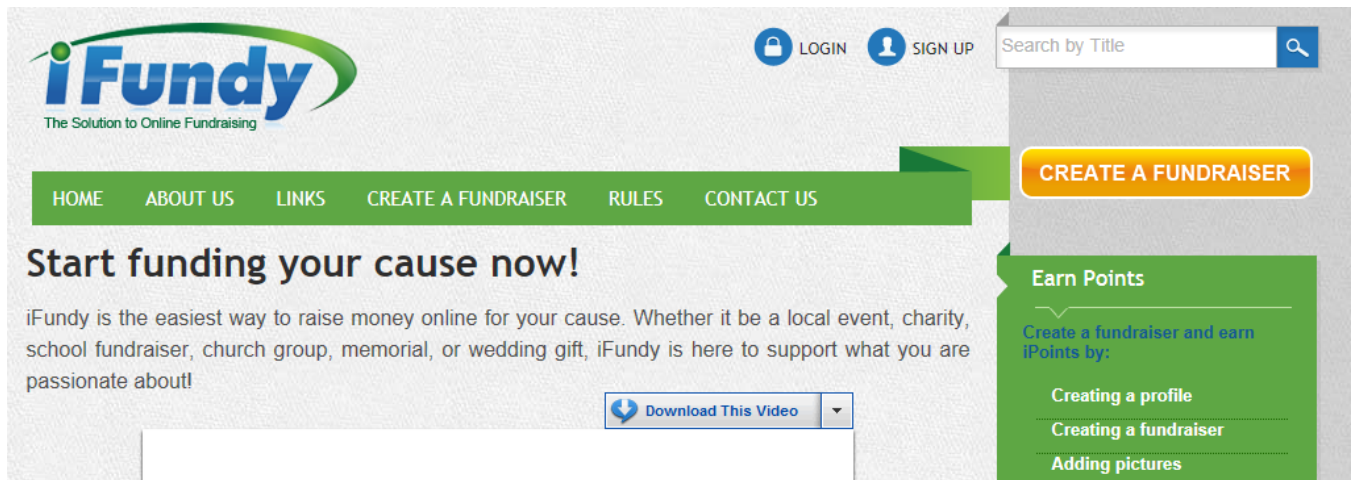 iFundy
The Solution to Online Fundraising
LOGIN
SIGN UP
Search by Title
CREATE A FUNDRAISER
HOME ABOUT US LINKS CREATE A FUNDRAISER RULES CONTACT US
Start funding your cause now!
iFundy is the easiest way to raise money online for your cause. Whether it be a local event, charity,
school fundraiser, church group, memorial, or wedding gift, iFundy is here to support what you are
passionate about!
Download This Video
Earn Points
Create a fundraiser and earn
iPoints by:
Creating a profile
Creating a fundraiser
Adding pictures